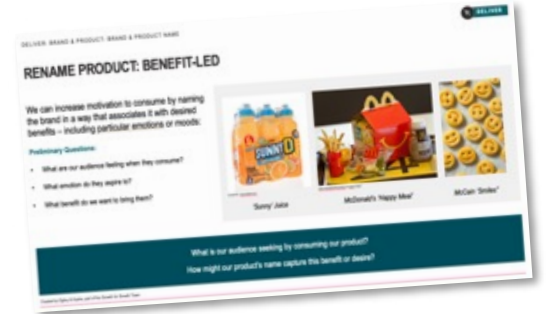 DELIVER
DELIVER: BRAND & PRODUCT: BRAND & PRODUCT NAME
RENAME PRODUCT: BENEFIT-LED
We can increase motivation to consume by naming
the brand in a way that associates it with desired
benefits – including particular emotions or moods:
Preliminary Questions:
• What are our audience feeling when they consume?
• What emotion do they aspire to?
• What benefit do we want to bring them?
SUNNY D
'Sunny' Juice
McDonald's 'Happy Meal'
McCain 'Smiles'
What is our audience seeking by consuming our product?
How might our product's name capture this benefit or desire?